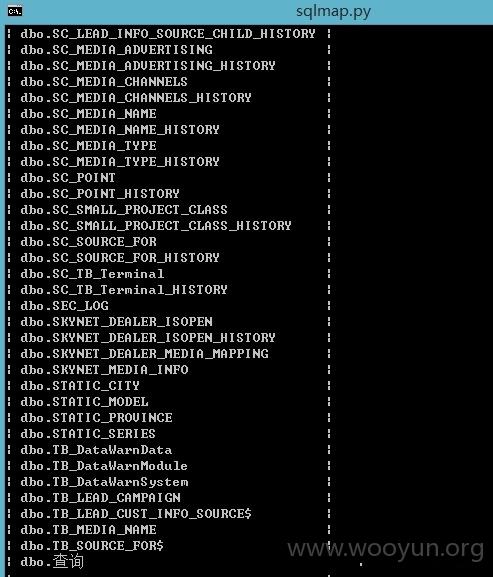 sqlmap.py
| dbo.SC_LEAD_INFO_SOURCE_CHILD_HISTORY |
| dbo.SC_MEDIA_ADVERTISING |
| dbo.SC_MEDIA_ADVERTISING_HISTORY |
| dbo.SC_MEDIA_CHANNELS |
| dbo.SC_MEDIA_CHANNELS_HISTORY |
| dbo.SC_MEDIA_NAME |
| dbo.SC_MEDIA_NAME_HISTORY |
| dbo.SC_MEDIA_TYPE |
| dbo.SC_MEDIA_TYPE_HISTORY |
| dbo.SC_POINT |
| dbo.SC_POINT_HISTORY |
| dbo.SC_SMALL_PROJECT_CLASS |
| dbo.SC_SMALL_PROJECT_CLASS_HISTORY |
| dbo.SC_SOURCE_FOR |
| dbo.SC_SOURCE_FOR_HISTORY |
| dbo.SC_TB_Terminal |
| dbo.SC_TB_Terminal_HISTORY |
| dbo.SEC_LOG |
| dbo.SKYNET_DEALER_ISOPEN |
| dbo.SKYNET_DEALER_ISOPEN_HISTORY |
| dbo.SKYNET_DEALER_MEDIA_MAPPING |
| dbo.SKYNET_MEDIA_INFO |
| dbo.STATIC_CITY |
| dbo.STATIC_MODEL |
| dbo.STATIC_PROVINCE |
| dbo.STATIC_SERIES |
| dbo.TB_DataWarnData |
| dbo.TB_DataWarnModule |
| dbo.TB_DataWarnSystem |
| dbo.TB_LEAD_CAMPAIGN |
| dbo.TB_LEAD_CUST_INFO_SOURCE$ |
| dbo.TB_MEDIA_NAME |
| dbo.TB_SOURCE_FOR$ |
| dbo.查询 |
www.wooyun.org